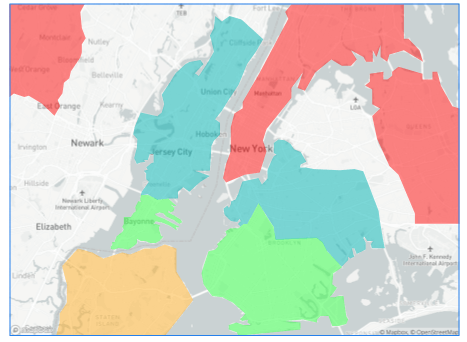 Cedar Grove
TEB
Fort Lee
Montclair
Nutley
Cliffside
Bloomfield
West Orange
Belleville
Union City
Manhattan
East Orange
Kearny
LGA
Hoboken
QUEENS
Irvington
Newark
Jersey City
New York
Hillside
Newark Liberty
International Airport
Bayonne
Elizabeth
BROOKLYN
John F. Kennedy
International Airport
Linden
STATEN
ISLAND
© Mapbox, © OpenStreetMap